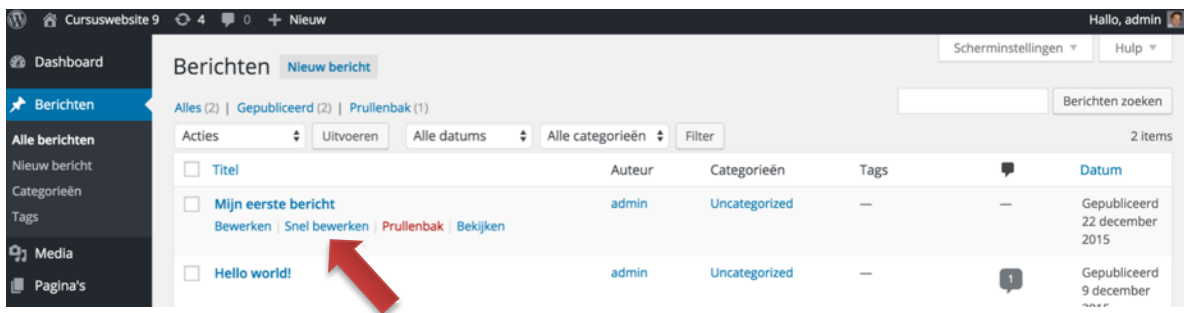 Cursuswebsite 9 4 0 + Nieuw Hallo, admin
Scherminstellingen Hulp
Dashboard
Berichten
Alle berichten
Nieuw bericht
Categorieën
Tags
Media
Pagina's
Berichten Nieuw bericht
Alles (2) | Gepubliceerd (2) | Prullenbak (1)
Berichten zoeken
Acties Uitvoeren Alle datums Alle categorieën Filter 2 items
Titel Auteur Categorieën Tags Datum
Mijn eerste bericht admin Uncategorized — — Gepubliceerd
Bewerken | Snel bewerken | Prullenbak | Bekijken 22 december
2015
Hello world! admin Uncategorized — 1 Gepubliceerd
9 december
2015